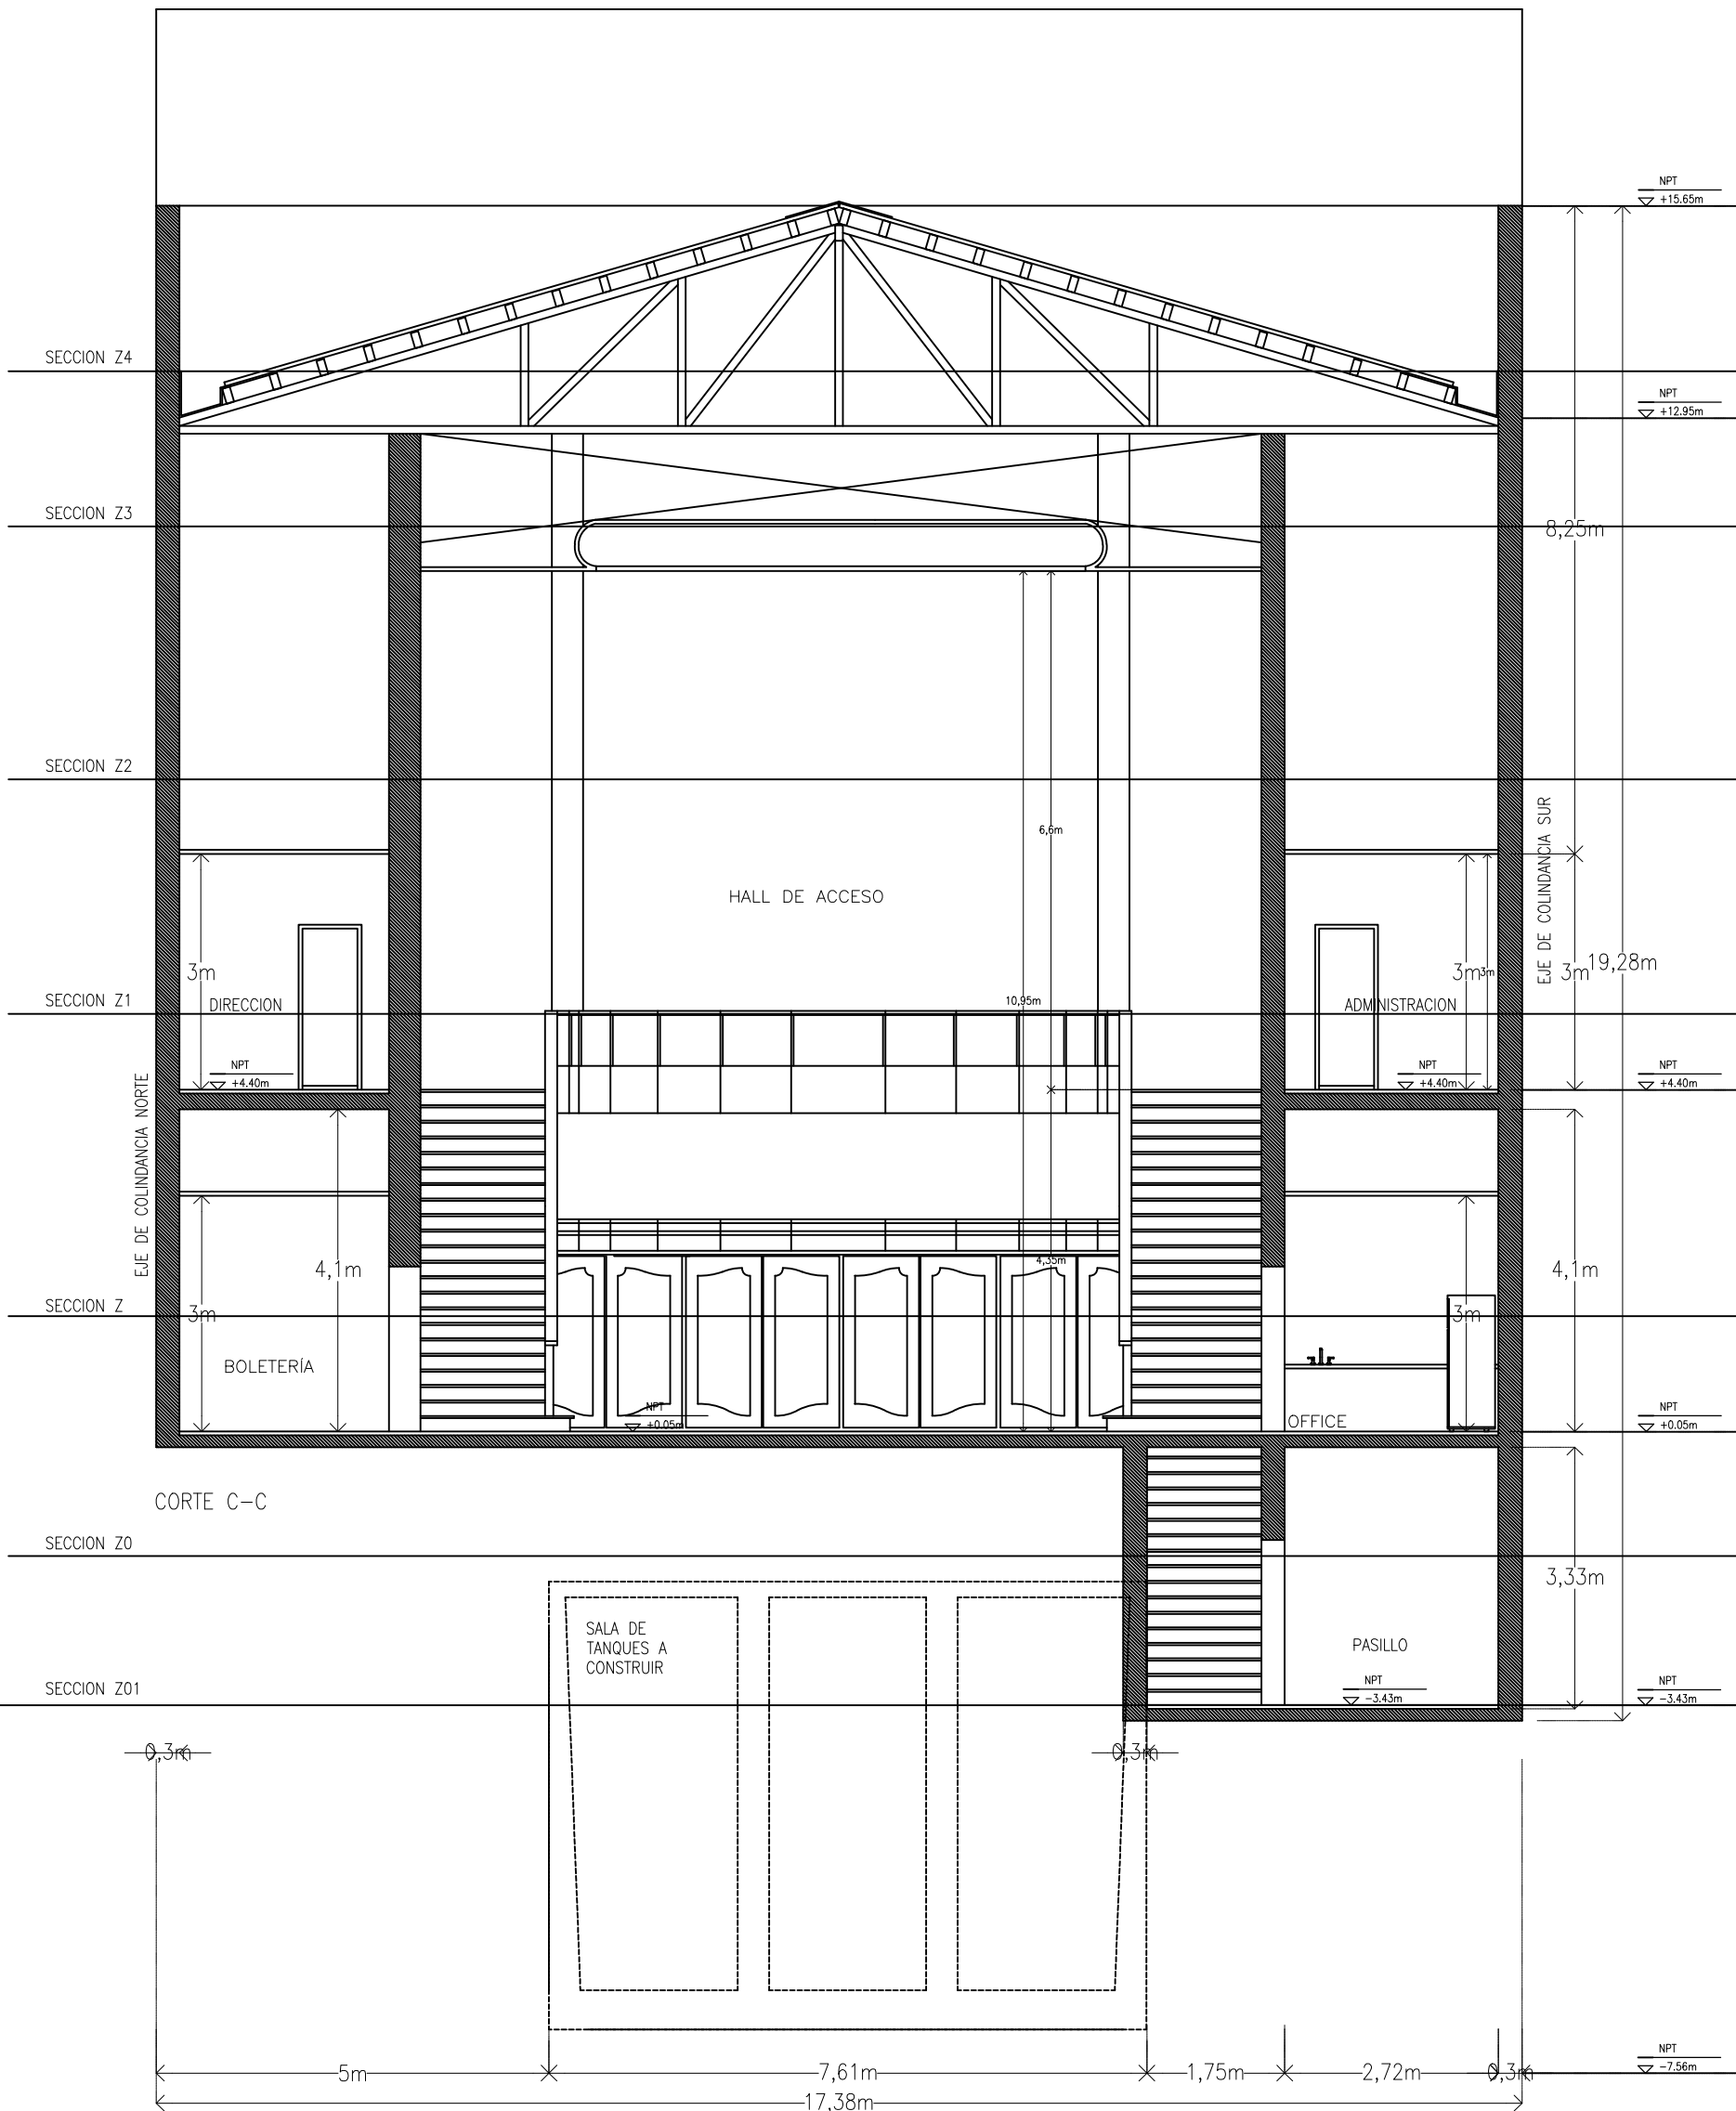 NPT
+15.65m
SECCION Z4
NPT
+12.95m
SECCION Z3
8,25m
SECCION Z2
EJE DE COLINDANCIA SUR
6,6m
HALL DE ACCESO
3m
3m
3m
3m
19,28m
SECCION Z1
DIRECCION
10,95m
ADMINISTRACION
NPT
+4.40m
NPT
+4.40m
NPT
+4.40m
EJE DE COLINDANCIA NORTE
4,1m
4,35m
4,1m
SECCION Z
3m
3m
BOLETERÍA
NPT
+0.05m
OFFICE
NPT
+0.05m
CORTE C-C
SECCION Z0
3,33m
SALA DE
TANQUES A
CONSTRUIR
PASILLO
SECCION Z01
NPT
-3.43m
NPT
-3.43m
0,3m
0,3m
NPT
-7.56m
5m
7,61m
1,75m
2,72m
0,3m
17,38m